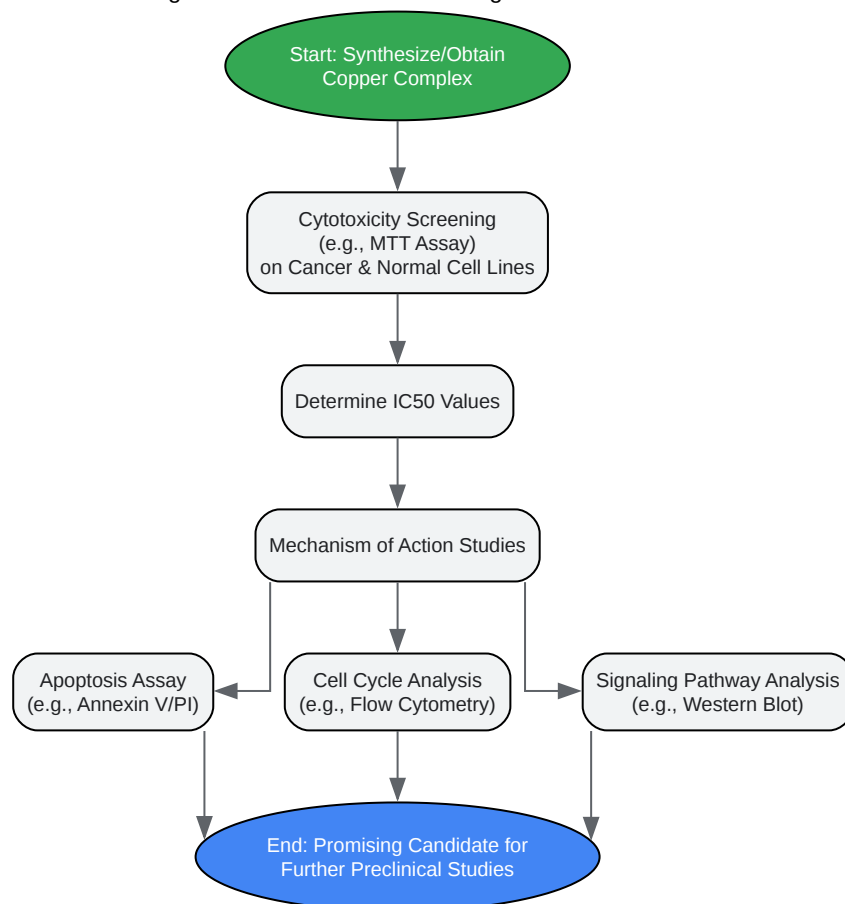 Start: Synthesize/Obtain
Copper Complex
Cytotoxicity Screening
(e.g., MTT Assay)
on Cancer & Normal Cell Lines
Determine IC50 Values
Mechanism of Action Studies
Apoptosis Assay
(e.g., Annexin V/PI)
Cell Cycle Analysis
(e.g., Flow Cytometry)
Signaling Pathway Analysis
(e.g., Western Blot)
End: Promising Candidate for
Further Preclinical Studies